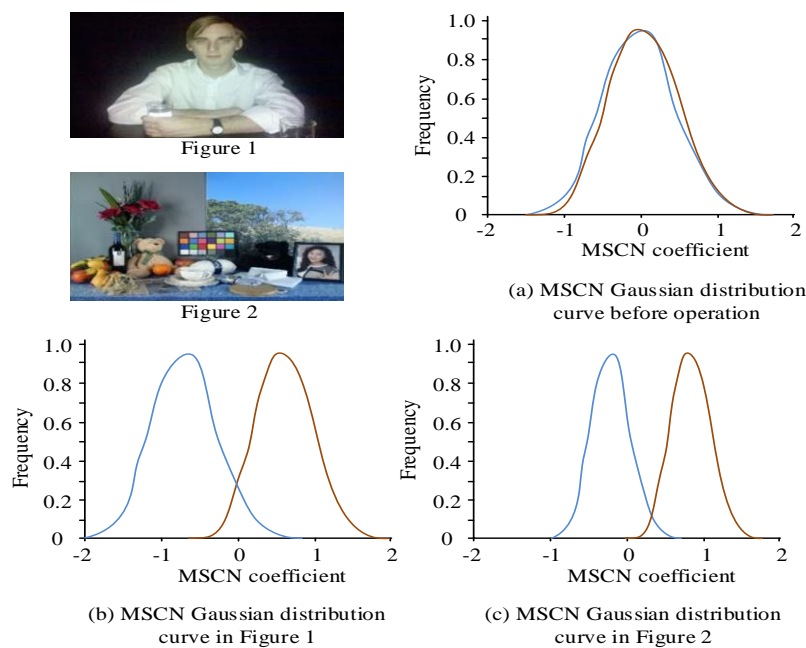 Figure 1
Figure 2
1.0
0.8
0.6
0.4
0.2
0
-2
-1
0
1
2
Frequency
MSCN coefficient
(a) MSCN Gaussian distribution
curve before operation
1.0
0.8
0.6
0.4
0.2
0
-2
-1
0
1
2
Frequency
MSCN coefficient
(b) MSCN Gaussian distribution
curve in Figure 1
1.0
0.8
0.6
0.4
0.2
0
-2
-1
0
1
2
Frequency
MSCN coefficient
(c) MSCN Gaussian distribution
curve in Figure 2